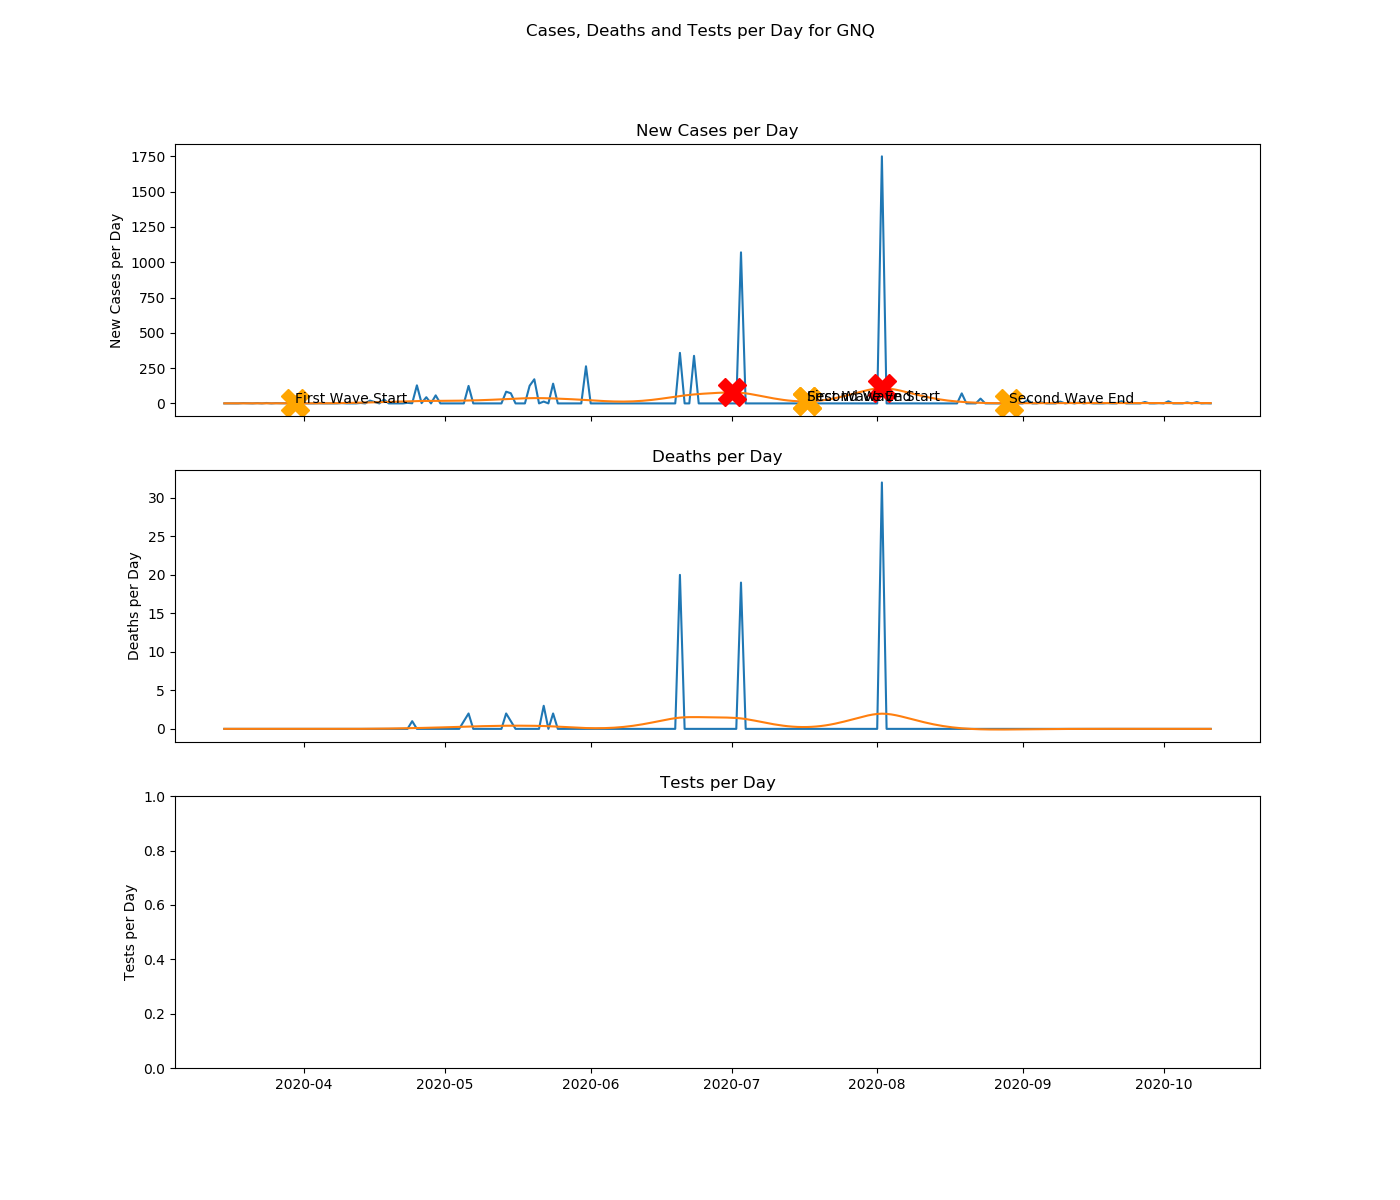 Cases, Deaths and Tests per Day for GNQ
New Cases per Day
New Cases per Day
1750
1500
1250
1000
750
500
250
0
First Wave Start
First Wave End
Second Wave Start
Second Wave End
Deaths per Day
Deaths per Day
30
25
20
15
10
5
0
Tests per Day
Tests per Day
1.0
0.8
0.6
0.4
0.2
0.0
2020-04 2020-05 2020-06 2020-07 2020-08 2020-09 2020-10